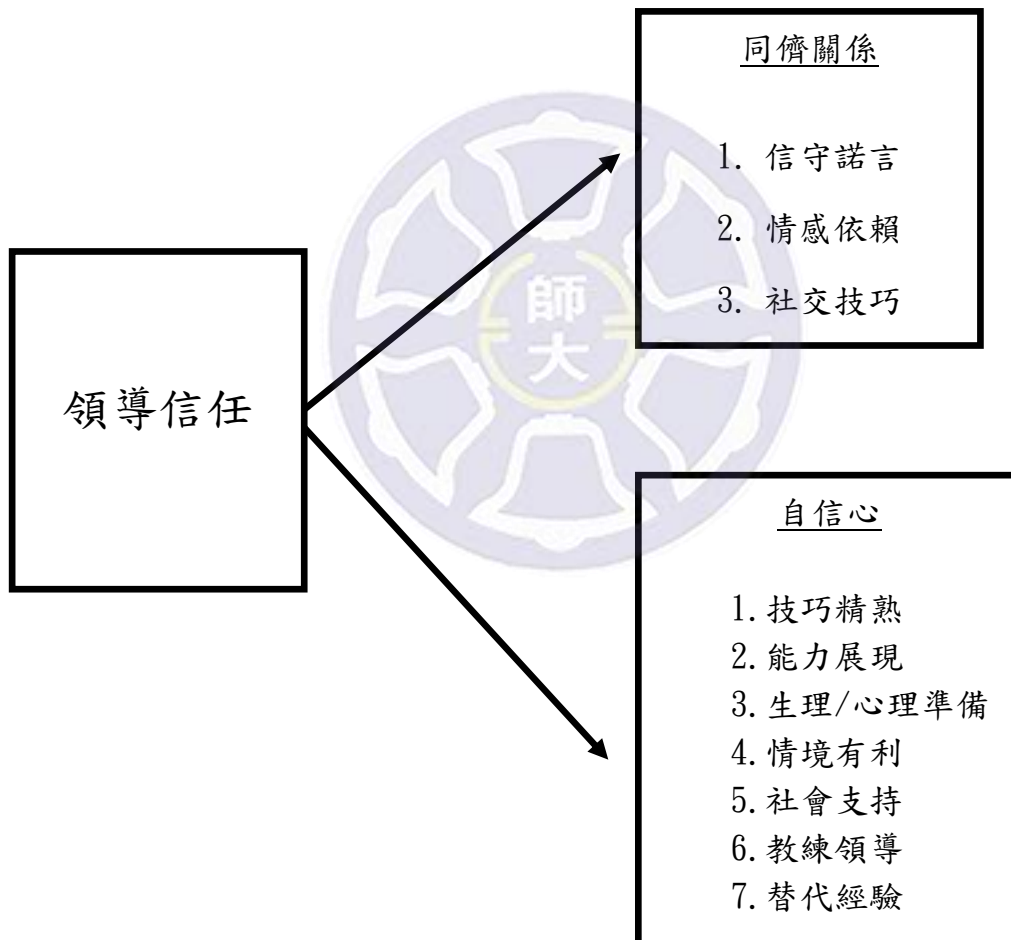 同儕關係
1. 信守諾言
2. 情感依賴
3. 社交技巧
師
大
領導信任
自信心
1.技巧精熟
2.能力展現
3.生理/心理準備
4.情境有利
5.社會支持
6.教練領導
7.替代經驗